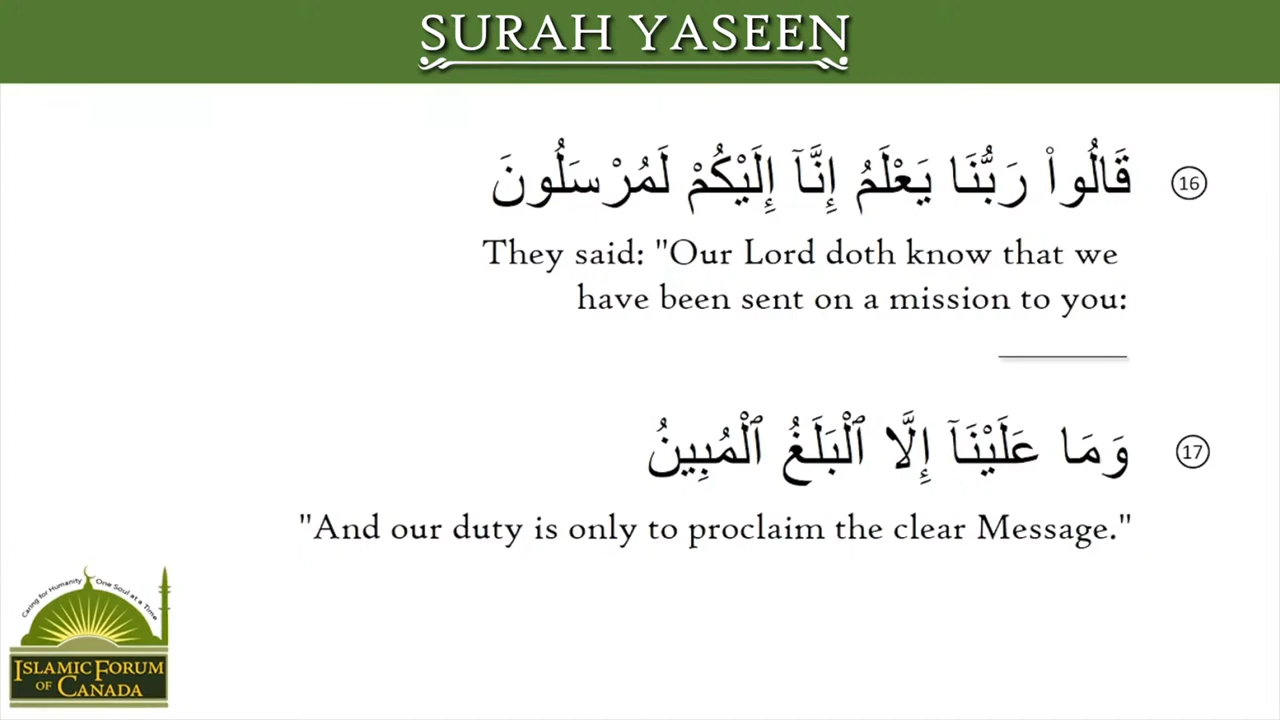 SURAH YASEEN
قَالُوا۟ رَبُّنَا يَعْلَمُ إِنَّآ إِلَيْكُمْ لَمُرْسَلُونَ 16
They said: "Our Lord doth know that we
have been sent on a mission to you:
وَمَا عَلَيْنَآ إِلَّا ٱلْبَلَغُ ٱلْمُبِينُ 17
"And our duty is only to proclaim the clear Message."
Caring for Humanity One Soul at a Time
ISLAMIC FORUM
OF CANADA